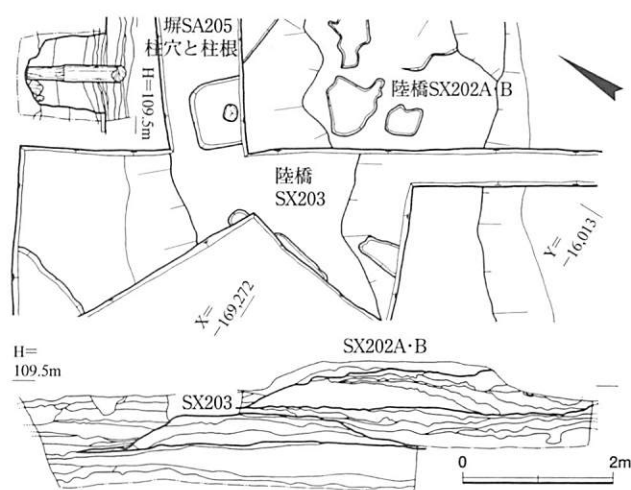 塀SA205
柱穴と柱根
H=109.5m
陸橋SX202A·B
陸橋
SX203
X=
−169,272
Y=
−16,013
H=
109.5m
SX202A·B
SX203
0 2m